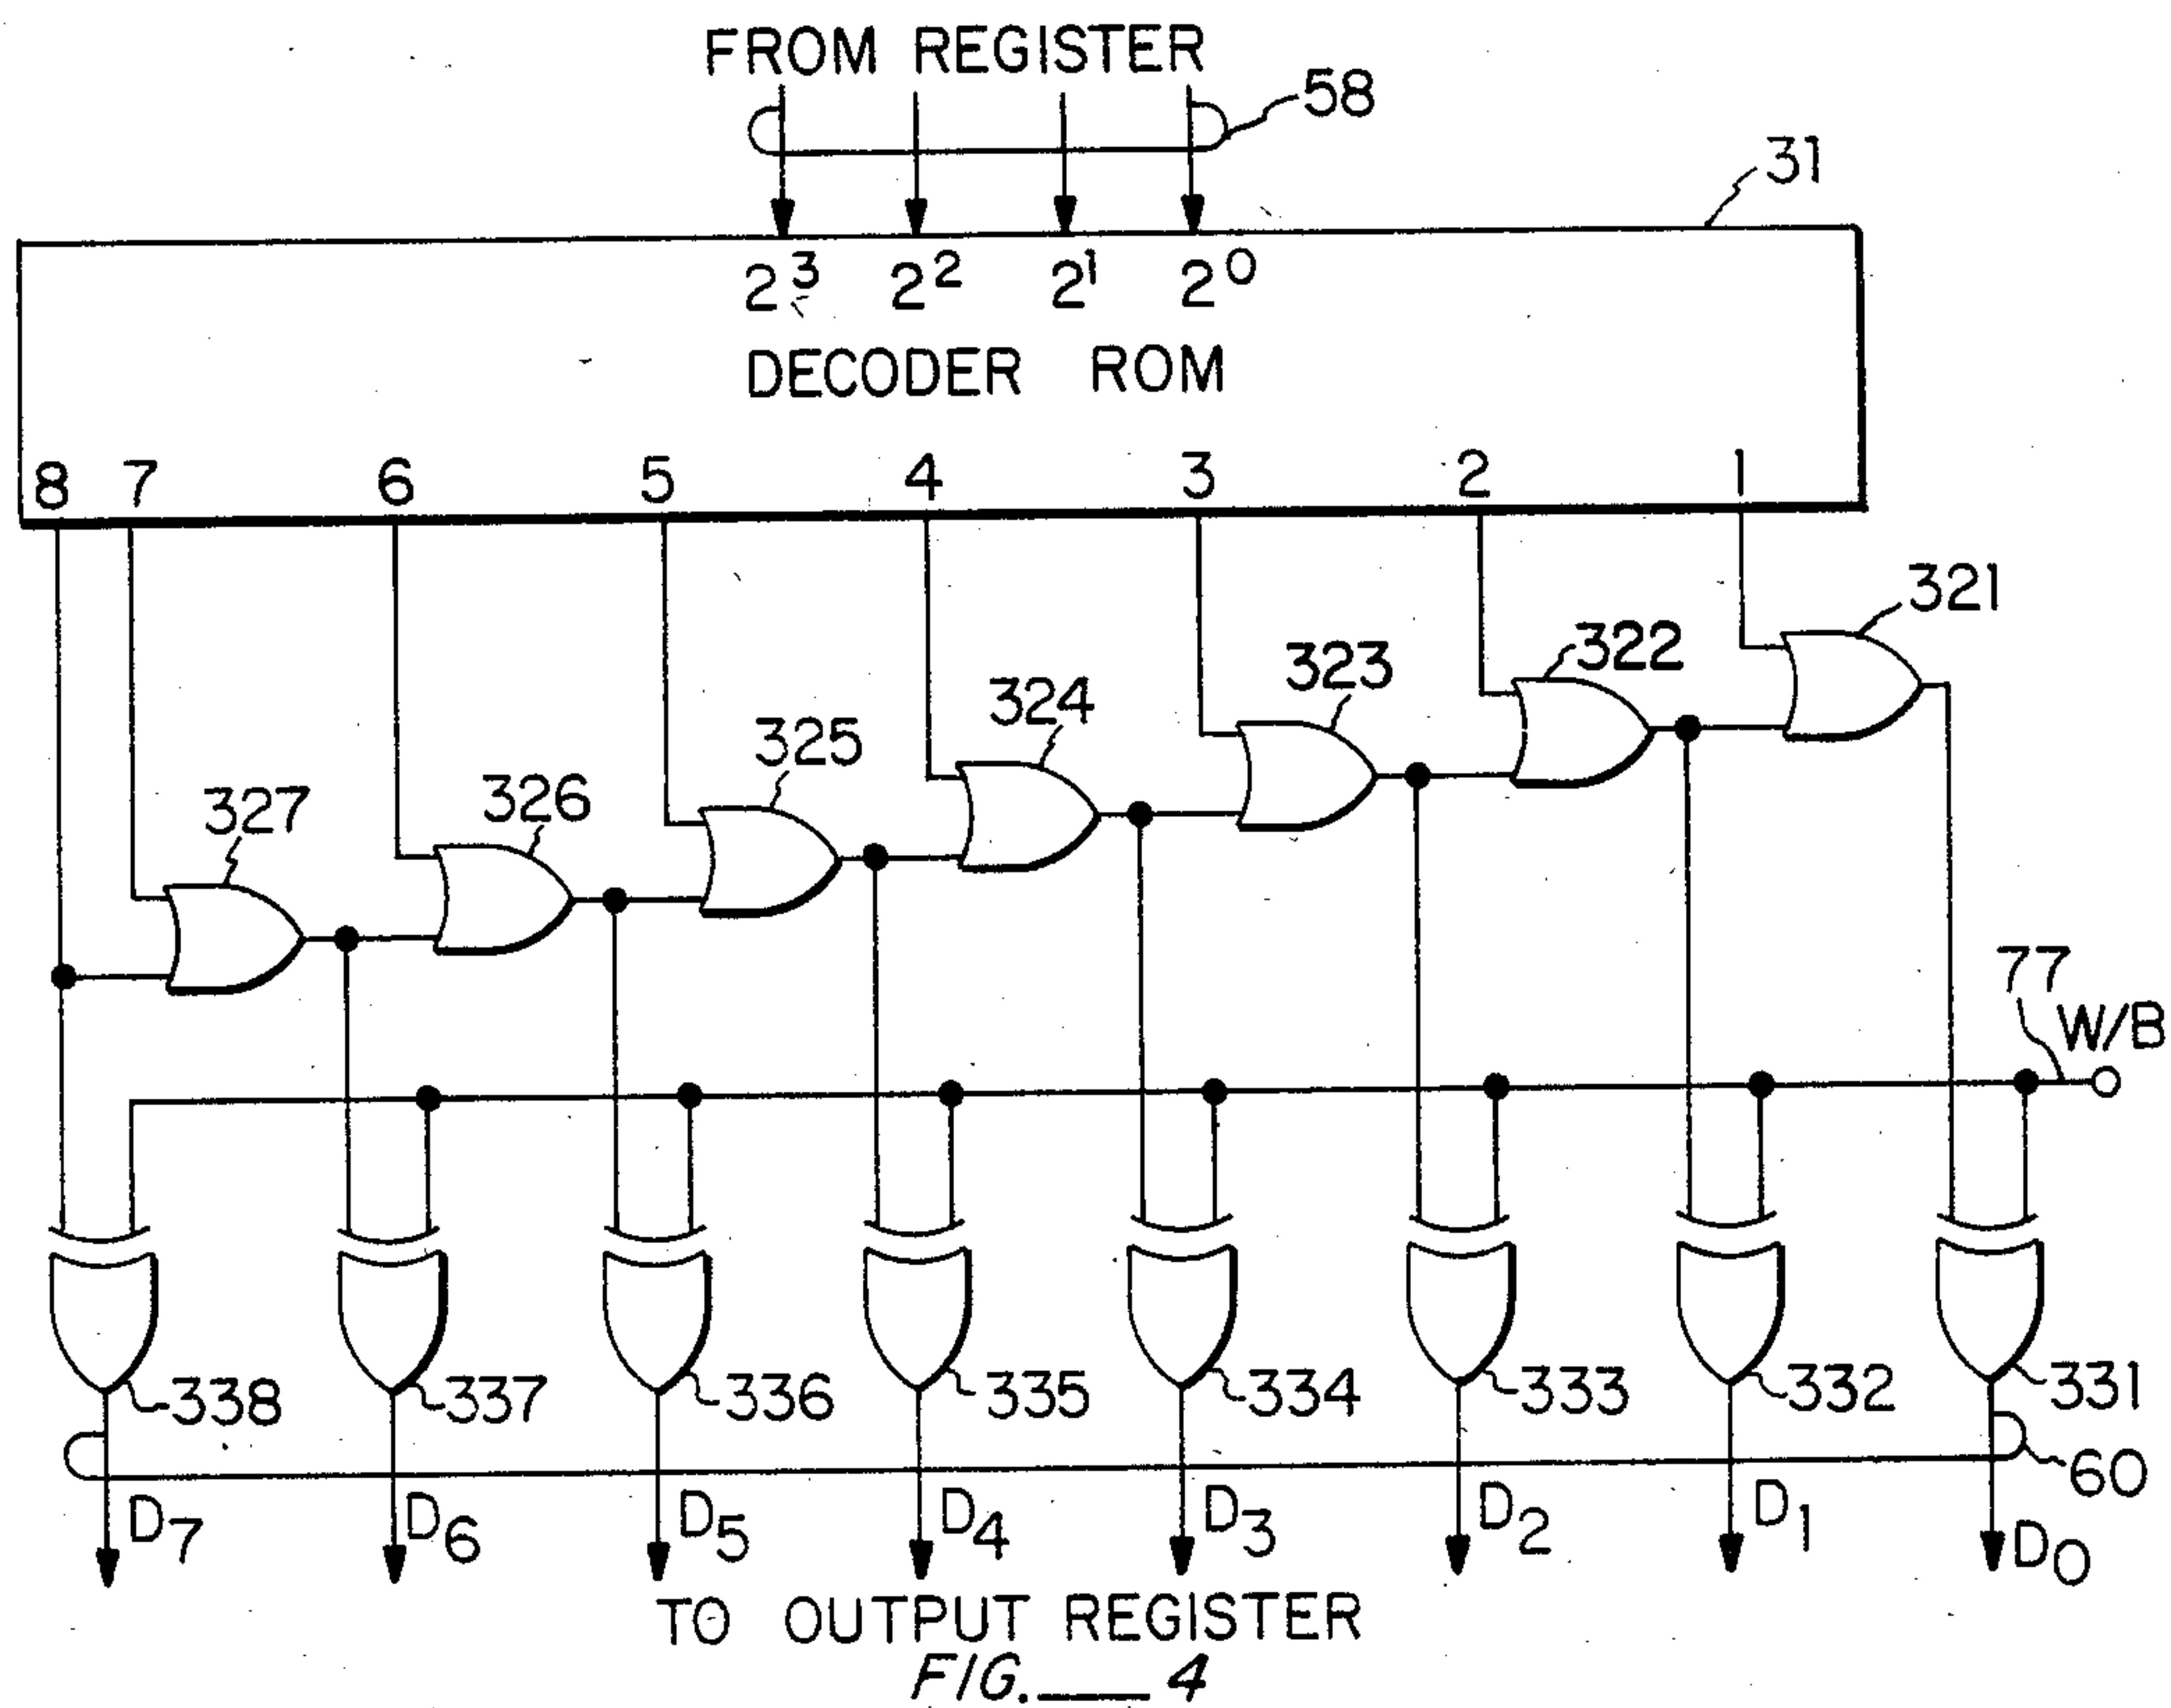 FROM REGISTER
58
31
2³ 2² 2¹ 2⁰
DECODER ROM
8 7 6 5 4 3 2 1
321
322
323
324
325
326
327
77
W/B
338 337 336 335 334 333 332 331
60
D₇ D₆ D₅ D₄ D₃ D₂ D₁ D₀
TO OUTPUT REGISTER
FIG. 4